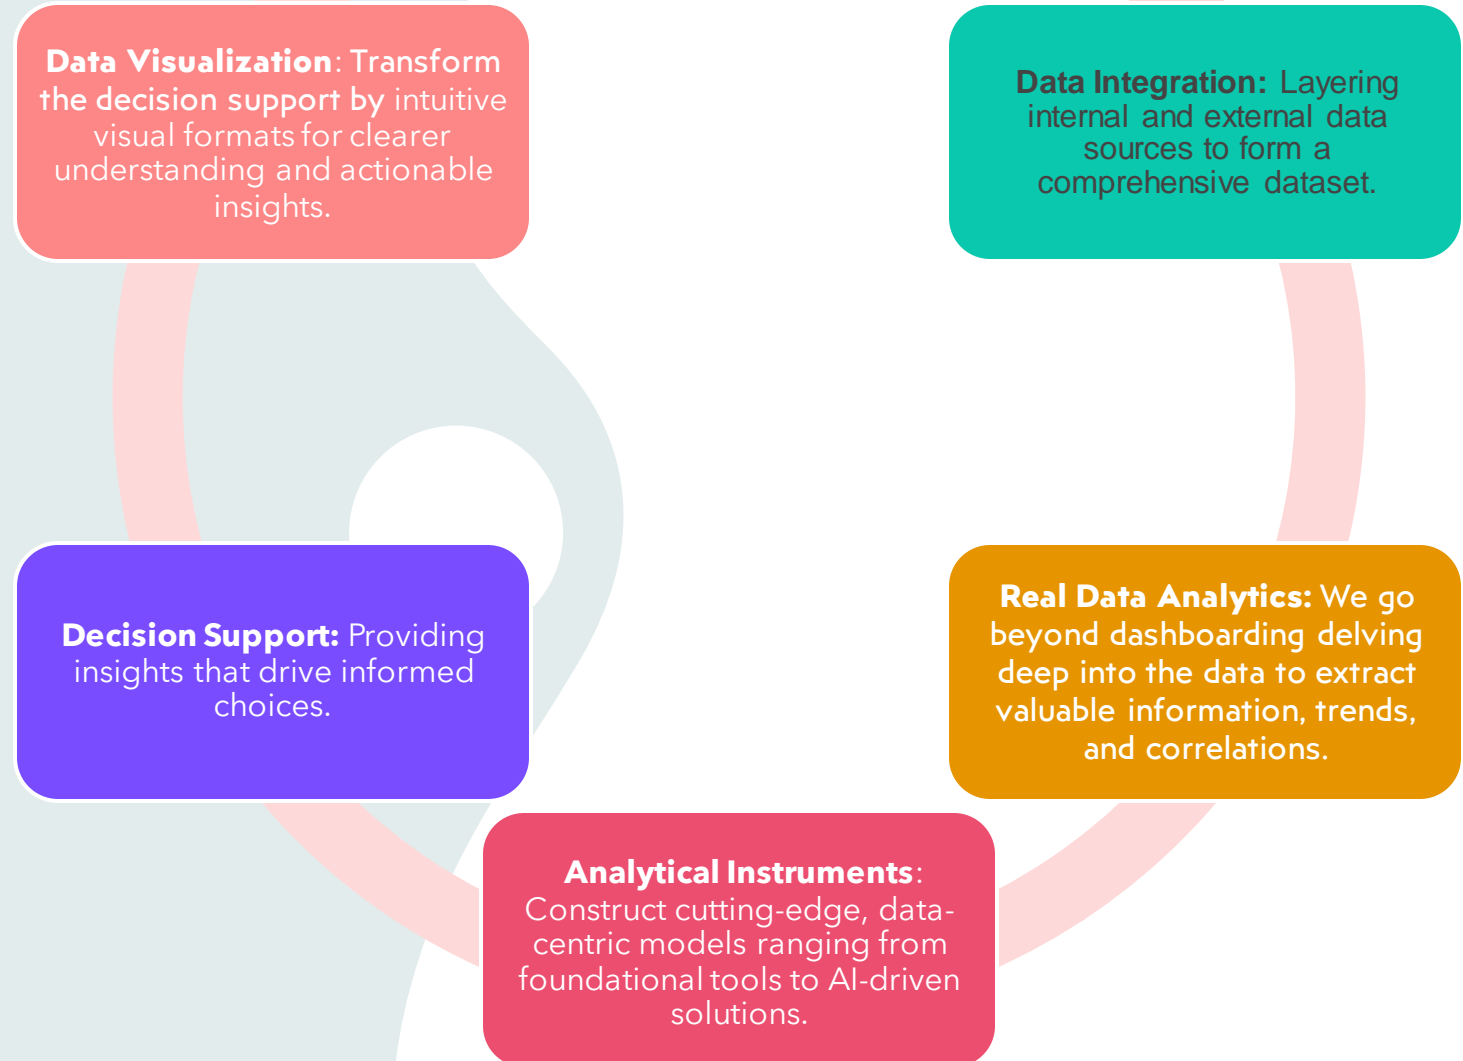 Data Visualization: Transform
the decision support by intuitive
visual formats for clearer
understanding and actionable
insights.
Data Integration: Layering
internal and external data
sources to form a
comprehensive dataset.
Decision Support: Providing
insights that drive informed
choices.
Real Data Analytics: We go
beyond dashboarding delving
deep into the data to extract
valuable information, trends,
and correlations.
Analytical Instruments:
Construct cutting-edge, data-
centric models ranging from
foundational tools to AI-driven
solutions.